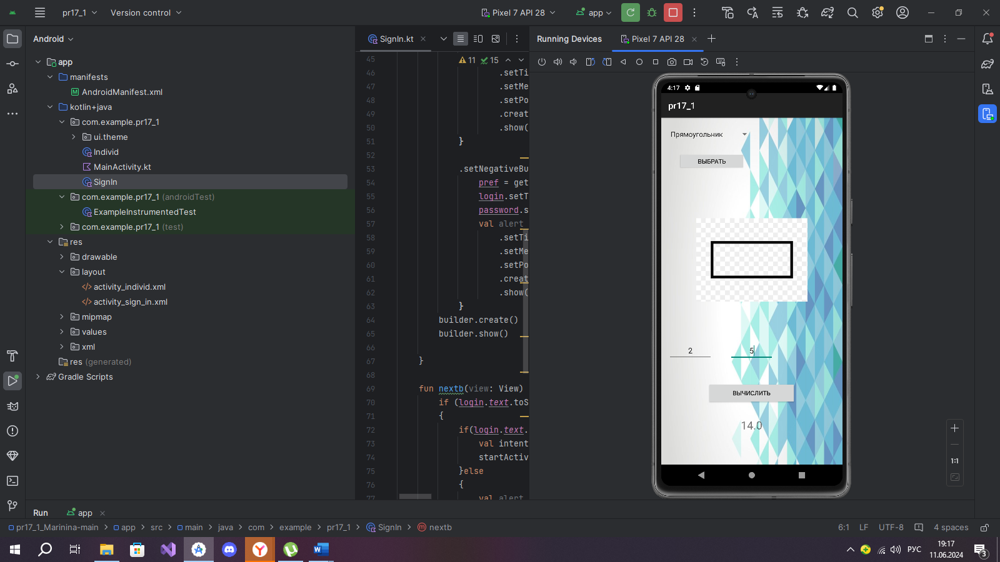 pr17_1
Version control
Pixel 7 API 28
app
Android
SignIn.kt
Running Devices
Pixel 7 API 28
app
manifests
AndroidManifest.xml
kotlin+java
com.example.pr17_1
ui.theme
Individ
MainActivity.kt
SignIn
com.example.pr17_1 (androidTest)
ExampleInstrumentedTest
com.example.pr17_1 (test)
res
drawable
layout
activity_individ.xml
activity_sign_in.xml
mipmap
values
xml
res (generated)
Gradle Scripts
11 15
45
46 .setTi
47 .setMe
48 .setPo
49 .creat
50 .show(
51 }
52
53 .setNegativeBu
54 pref = get
55 login.setT
56 password.s
57 val alert
58 .setTi
59 .setMe
60 .setPo
61 .creat
62 .show(
63 }
64 builder.create()
65 builder.show()
66
67 }
68
69 fun nextb(view: View)
70 if (login.text.toS
71 {
72 if(login.text.
73 val intent
74 startActiv
75 }else
76 {
77 val alert
4:17
pr17_1
Прямоугольник
ВЫБРАТЬ
2
5
ВЫЧИСЛИТЬ
14.0
1:1
Run
app
pr17_1_Marinina-main > app > src > main > java > com > example > pr17_1 > SignIn > nextb
6:1 LF UTF-8 4 spaces
РУС
19:17
11.06.2024
3